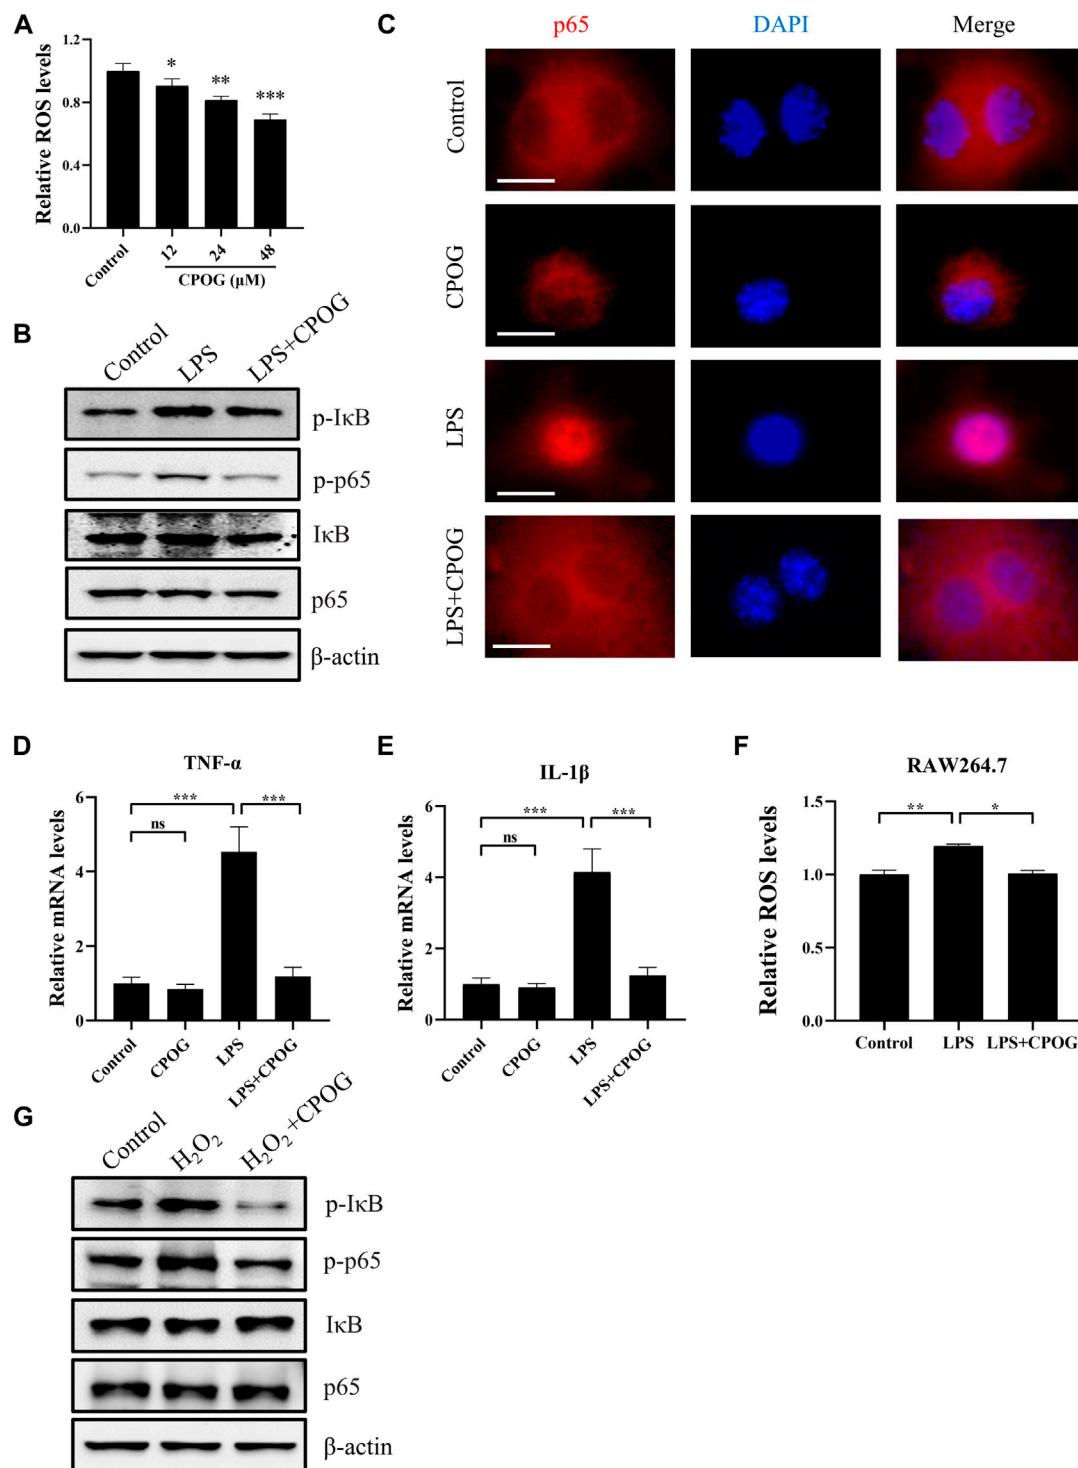 A
Relative ROS levels
1.2
0.8
0.4
0.0
* ** ***
Control 12 24 48
CPOG (μM)
B
Control LPS LPS+CPOG
p-IκB
p-p65
IκB
p65
β-actin
C
p65 DAPI Merge
Control
CPOG
LPS
LPS+CPOG
D
TNF-α
Relative mRNA levels
6
4
2
0
*** ***
ns
Control CPOG LPS LPS+CPOG
E
IL-1β
Relative mRNA levels
6
4
2
0
*** ***
ns
Control CPOG LPS LPS+CPOG
F
RAW264.7
Relative ROS levels
1.5
1.0
0.5
0.0
** *
Control LPS LPS+CPOG
G
Control H₂O₂ H₂O₂+CPOG
p-IκB
p-p65
IκB
p65
β-actin